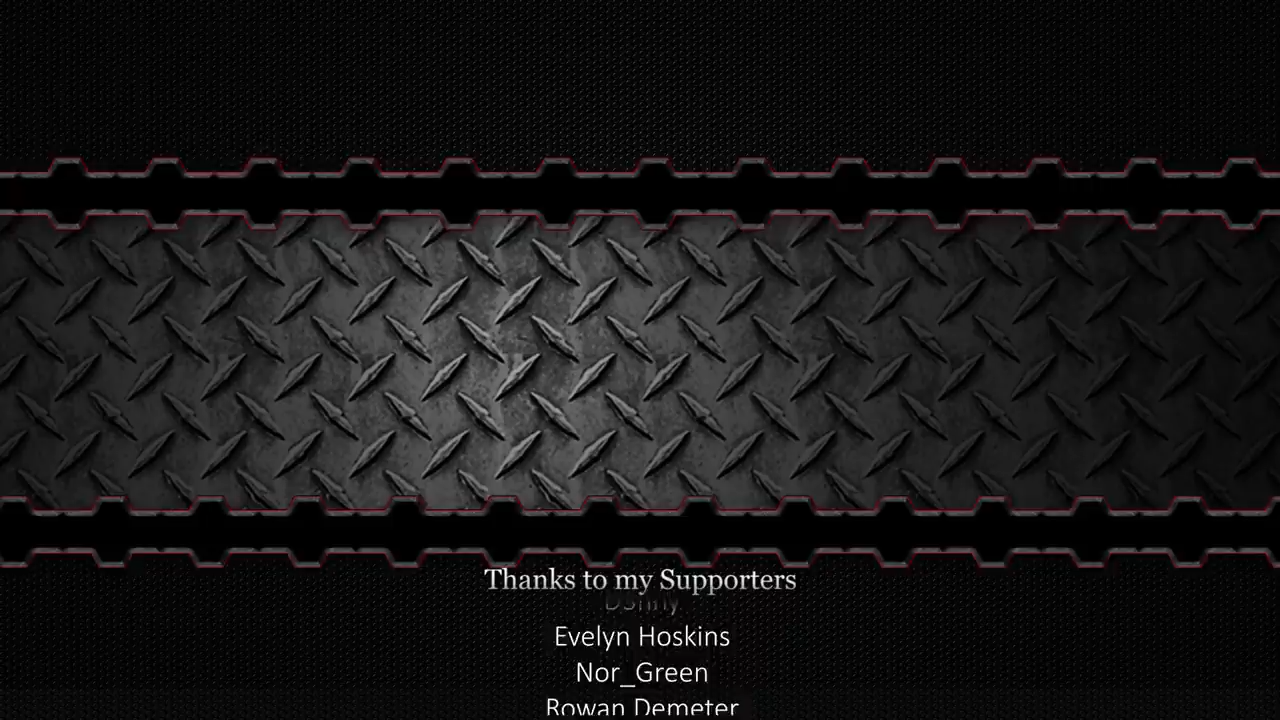 Thanks to my Supporters
Evelyn Hoskins
Nor_Green
Rowan Demeter